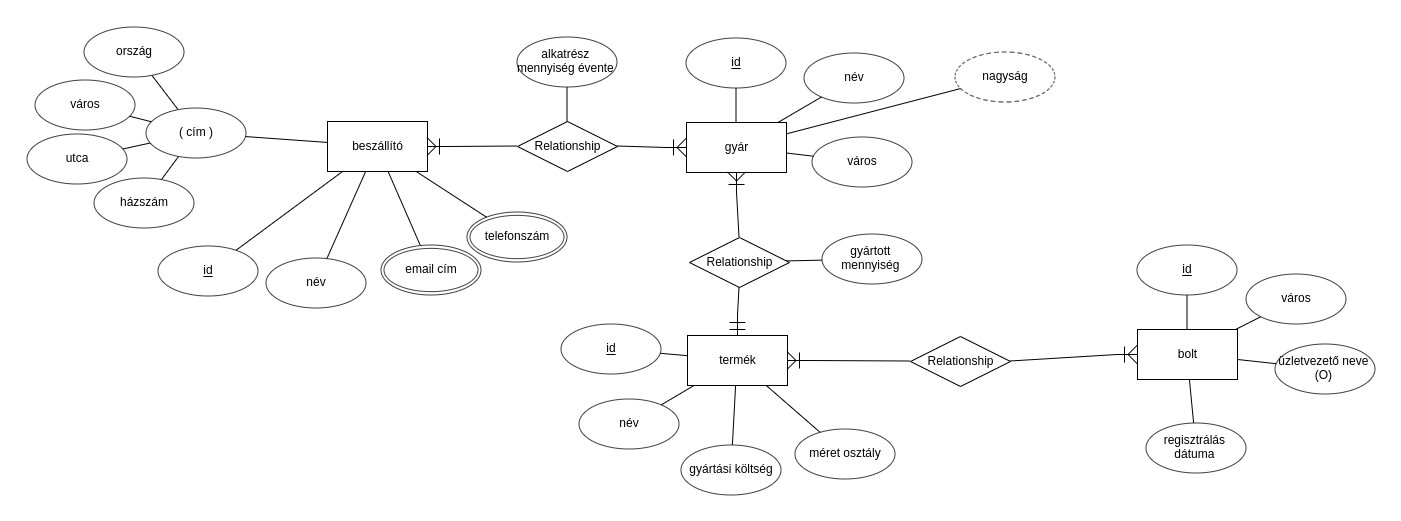 ország
város
( cím )
utca
házszám
beszállító
id
név
email cím
telefonszám
alkatrész
mennyiség évente
Relationship
id
név
nagyság
gyár
város
Relationship
gyártott
mennyiség
id
termék
név
gyártási költség
méret osztály
Relationship
id
város
bolt
üzletvezető neve
(O)
regisztrálás
dátuma